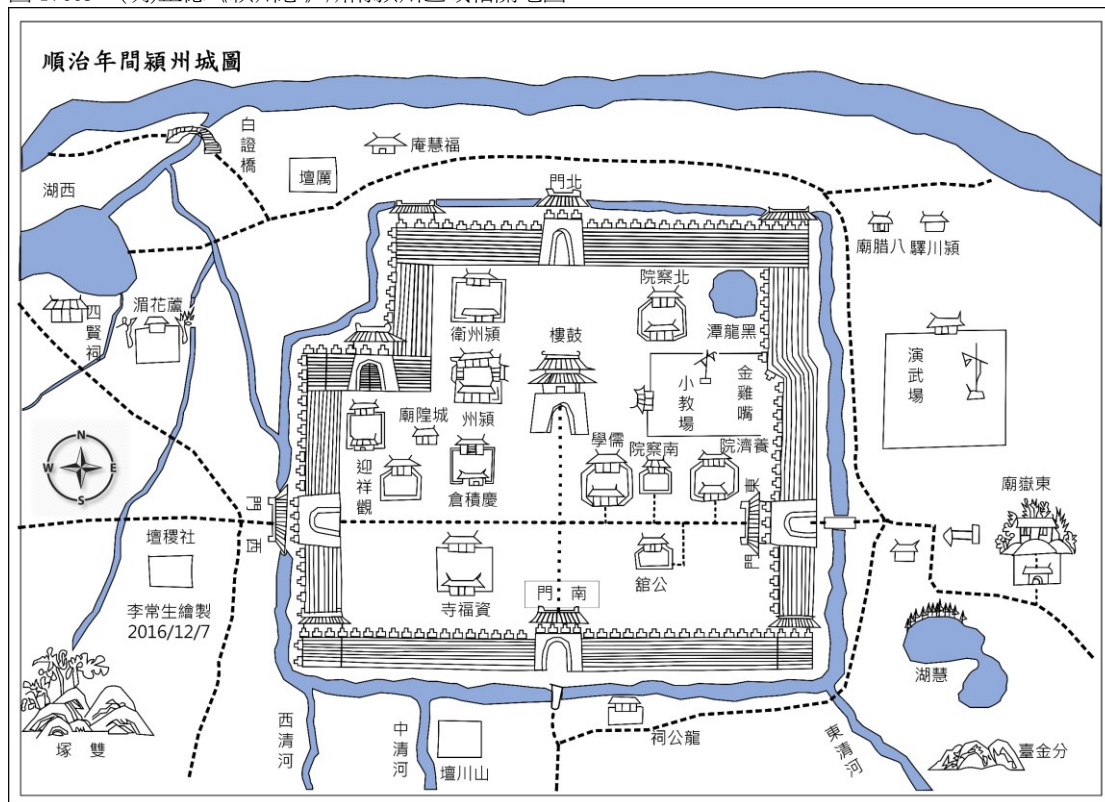 順治年間潁州城圖
白證橋
福慧庵
厲壇
西湖
北門
八腊廟
潁川驛
四賢祠
蘆花湄
潁州衛
北察院
黑龍潭
鼓樓
金雞嘴
小教場
演武場
潁州
城隍廟
迎祥觀
慶積倉
儒學
南察院
養濟院
東門
東嶽廟
西門
N
W
E
S
社稷壇
資福寺
公舘
南門
李常生繪製
2016/12/7
慧湖
雙塚
西清河
中清河
山川壇
龍公祠
東清河
分金臺